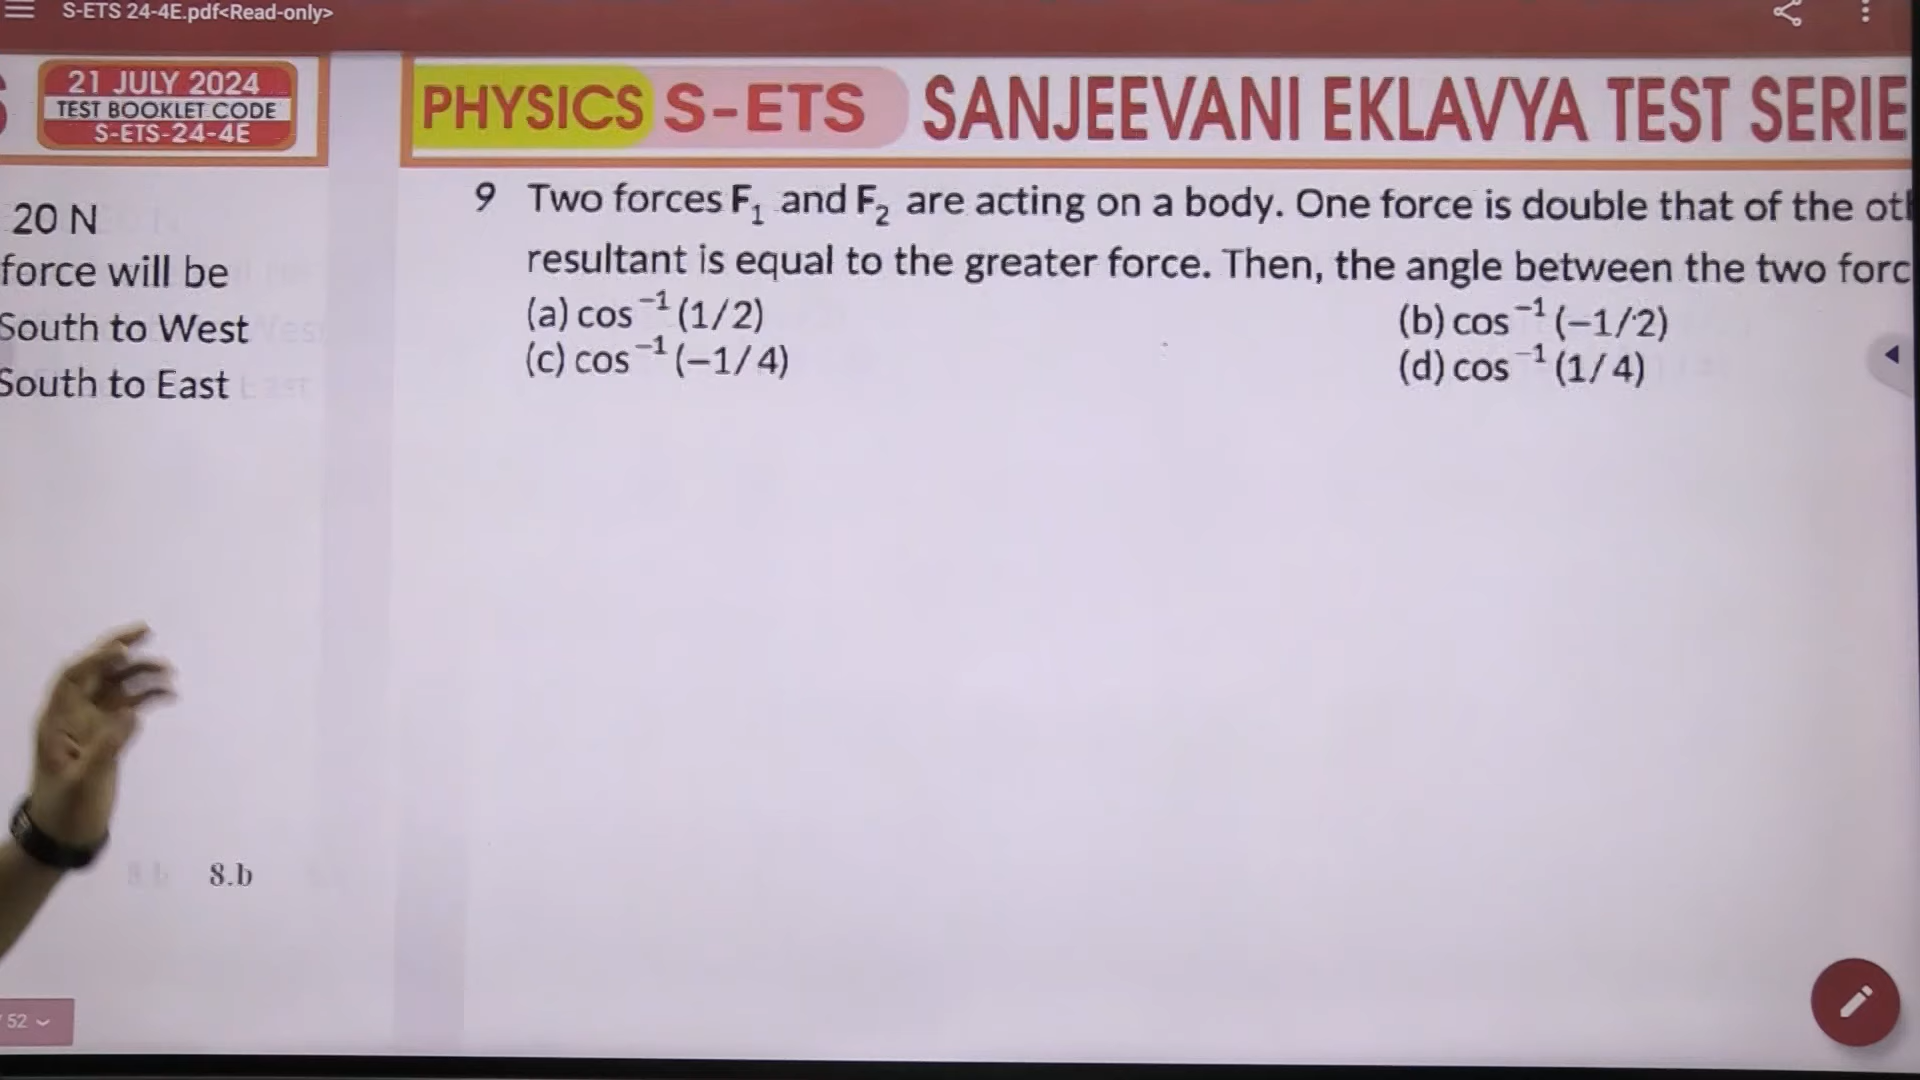 S-ETS 24-4E.pdf<Read-only>
21 JULY 2024
TEST BOOKLET CODE
S-ETS-24-4E
PHYSICS S-ETS SANJEEVANI EKLAVYA TEST SERIE
20 N
force will be
South to West
South to East
8.b
9 Two forces F₁ and F₂ are acting on a body. One force is double that of the oth
resultant is equal to the greater force. Then, the angle between the two forc
(a) cos⁻¹ (1/2) (b) cos⁻¹ (−1/2)
(c) cos⁻¹ (−1/4) (d) cos⁻¹ (1/4)
52